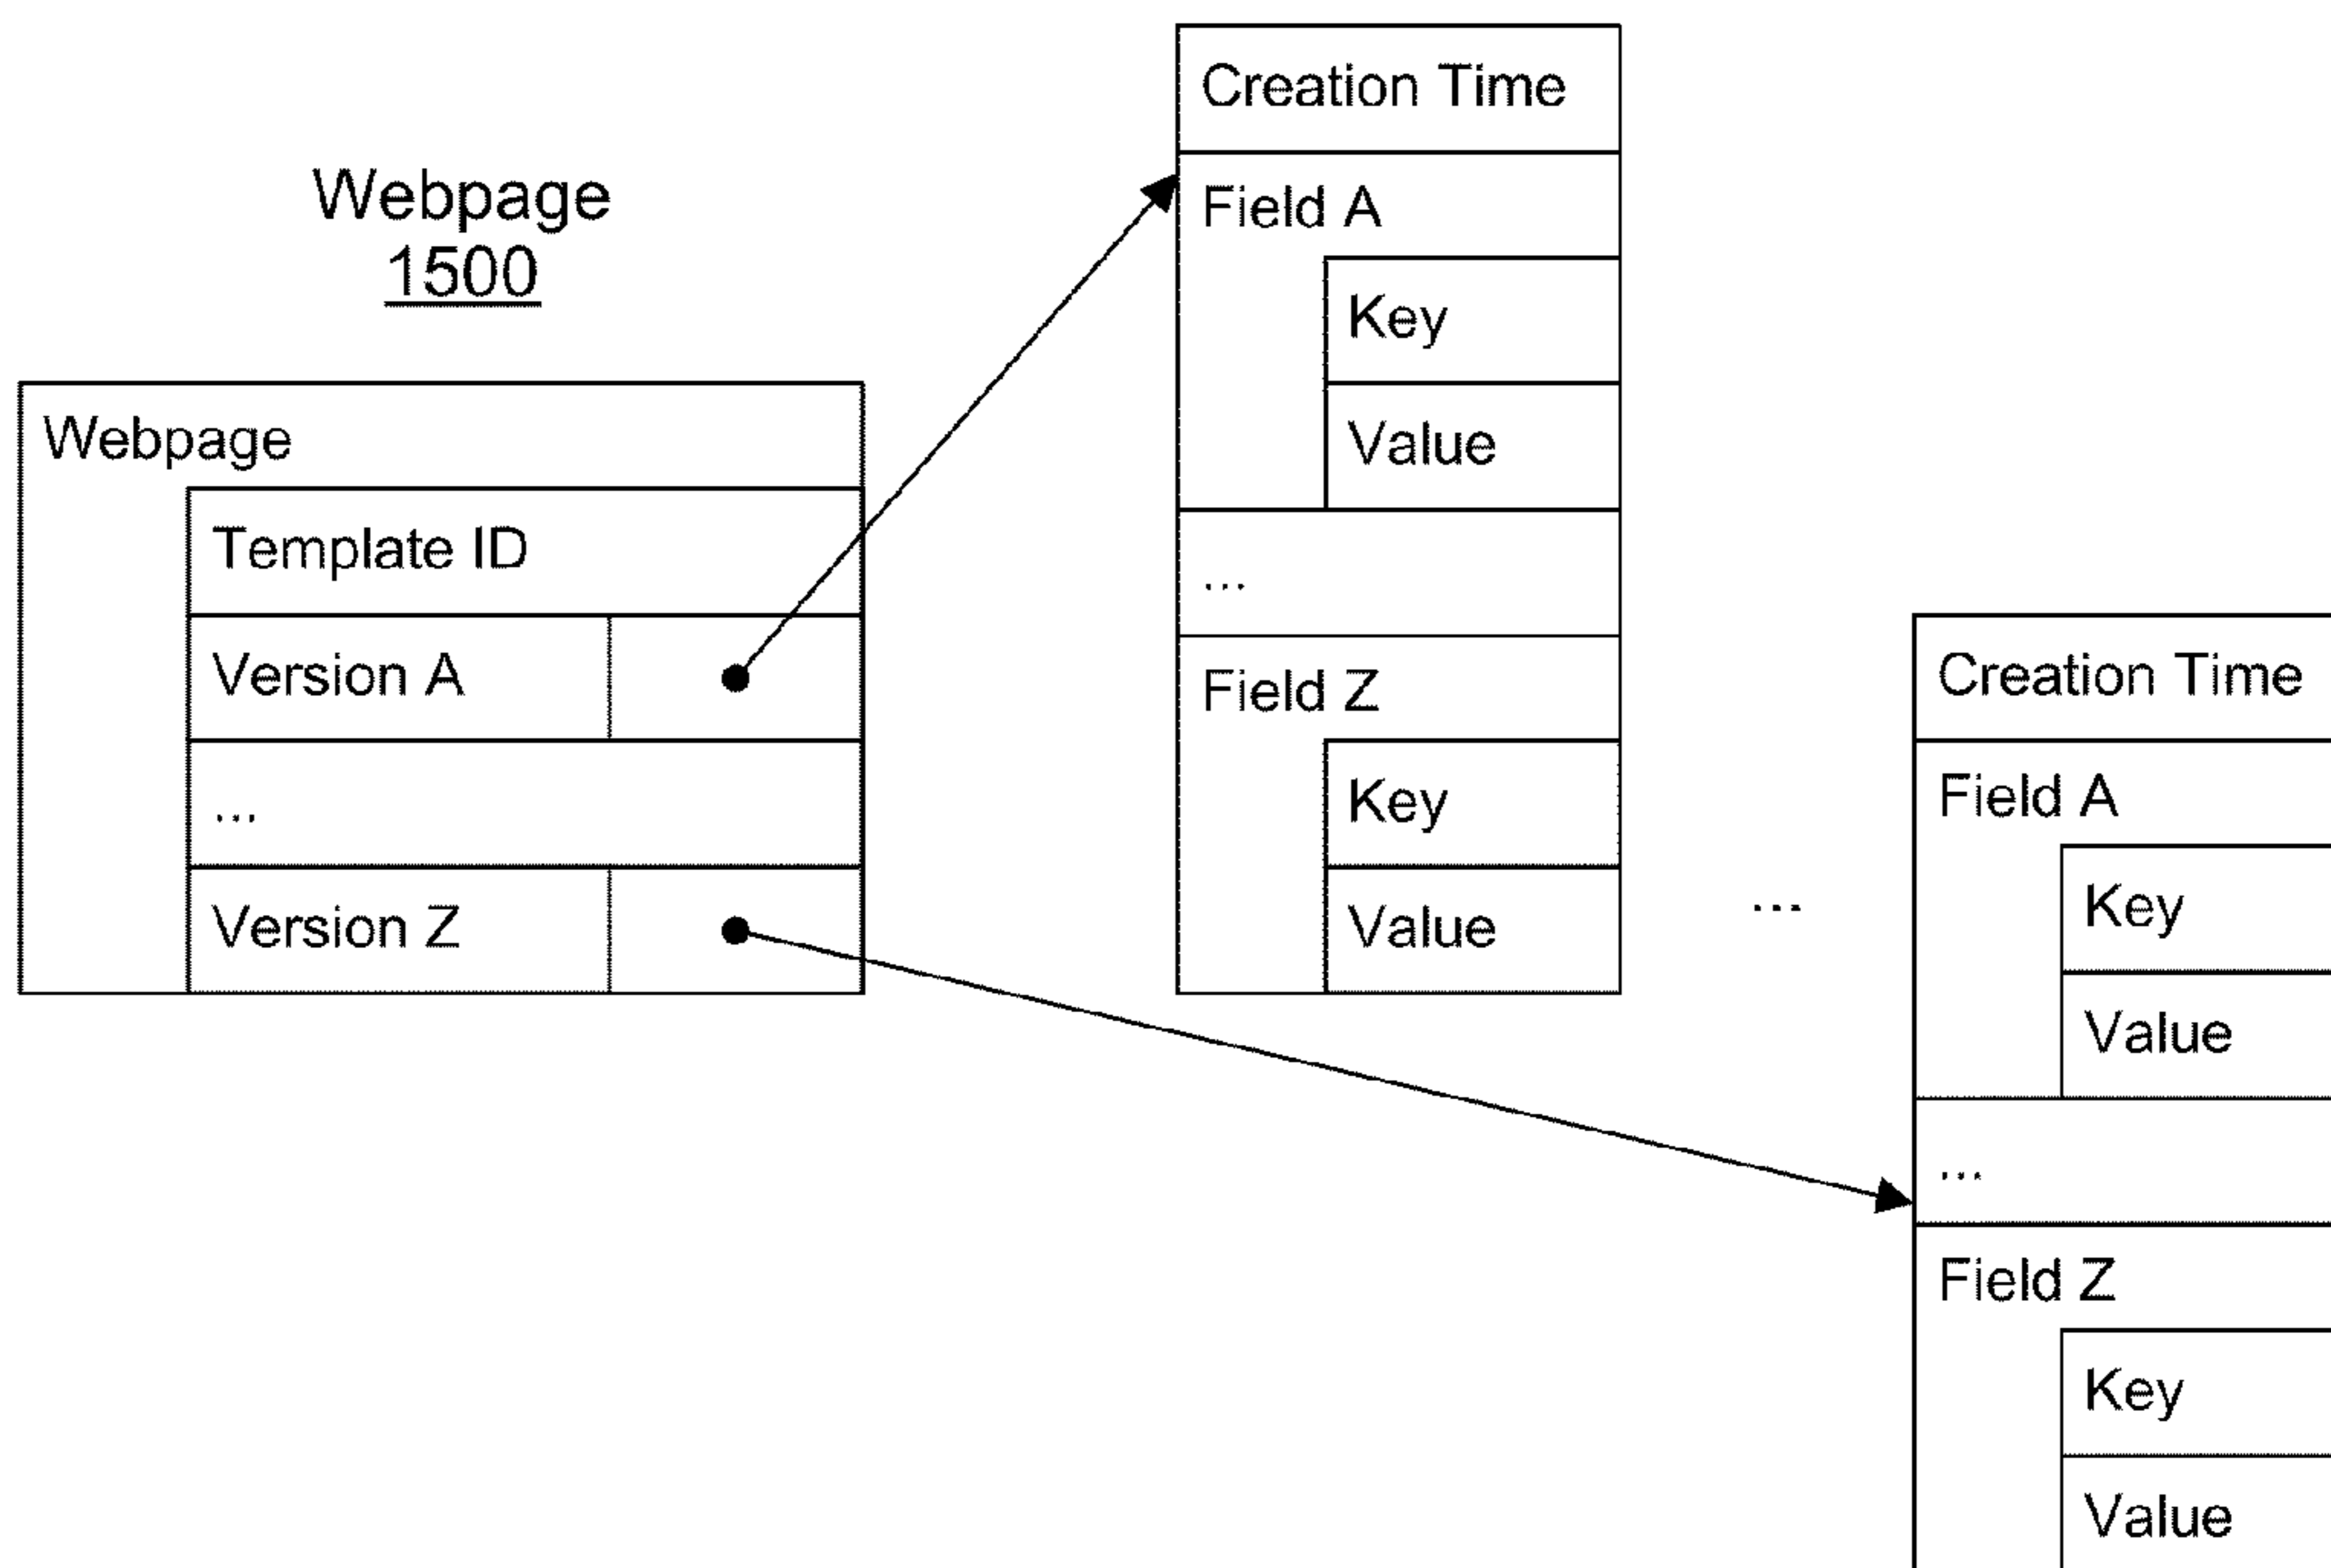 Webpage
1500
Webpage
Template ID
Version A
...
Version Z
Creation Time
Field A
Key
Value
...
Field Z
Key
Value
...
Creation Time
Field A
Key
Value
...
Field Z
Key
Value